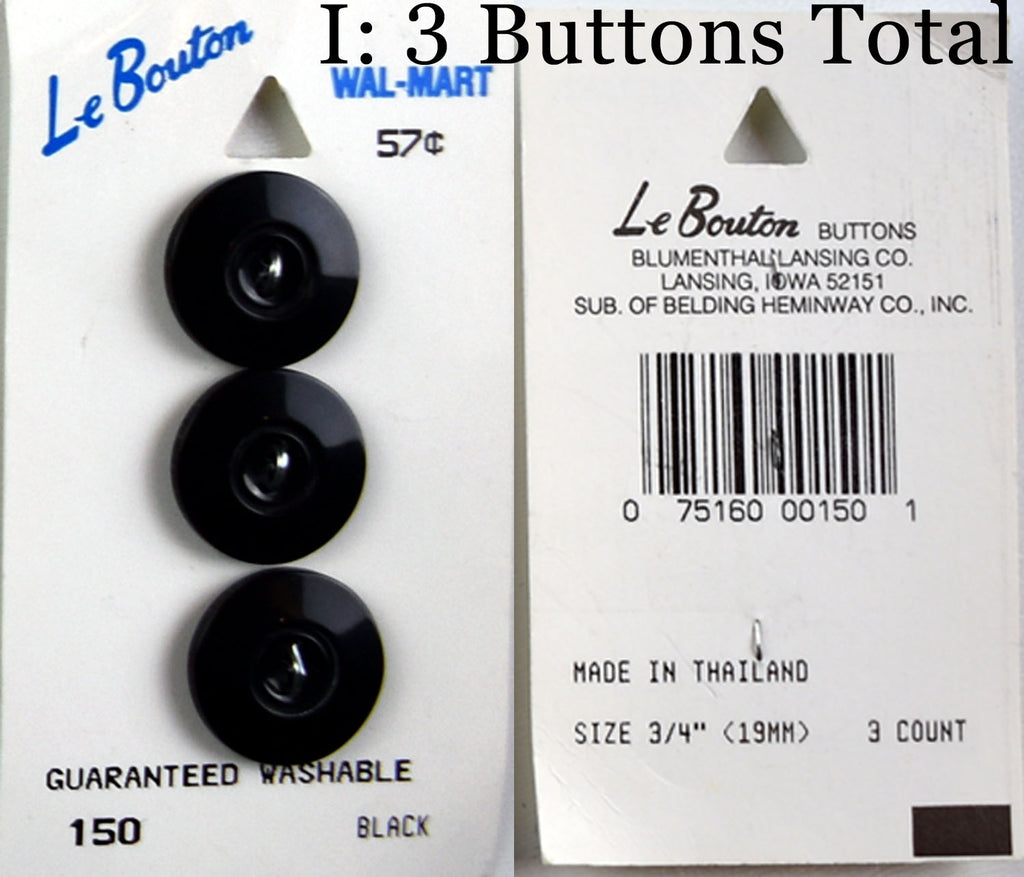 I: 3 Buttons Total
Le Bouton
WAL-MART
57¢
GUARANTEED WASHABLE
150 BLACK
Le Bouton BUTTONS
BLUMENTHAL LANSING CO.
LANSING, IOWA 52151
SUB. OF BELDING HEMINWAY CO., INC.
0 75160 00150 1
MADE IN THAILAND
SIZE 3/4" (19MM) 3 COUNT